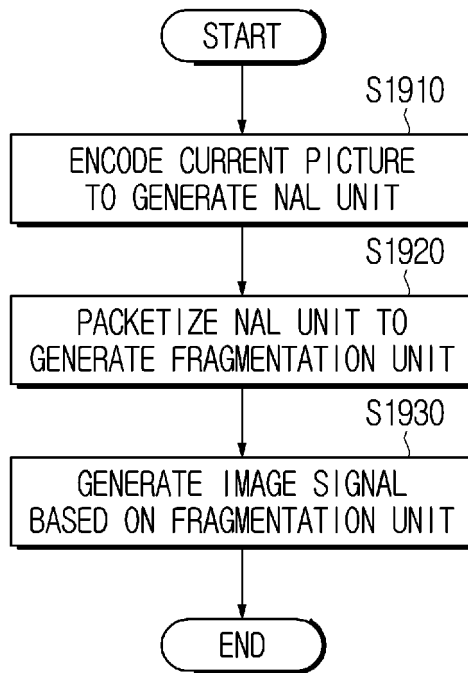 START
S1910
ENCODE CURRENT PICTURE
TO GENERATE NAL UNIT
S1920
PACKETIZE NAL UNIT TO
GENERATE FRAGMENTATION UNIT
S1930
GENERATE IMAGE SIGNAL
BASED ON FRAGMENTATION UNIT
END